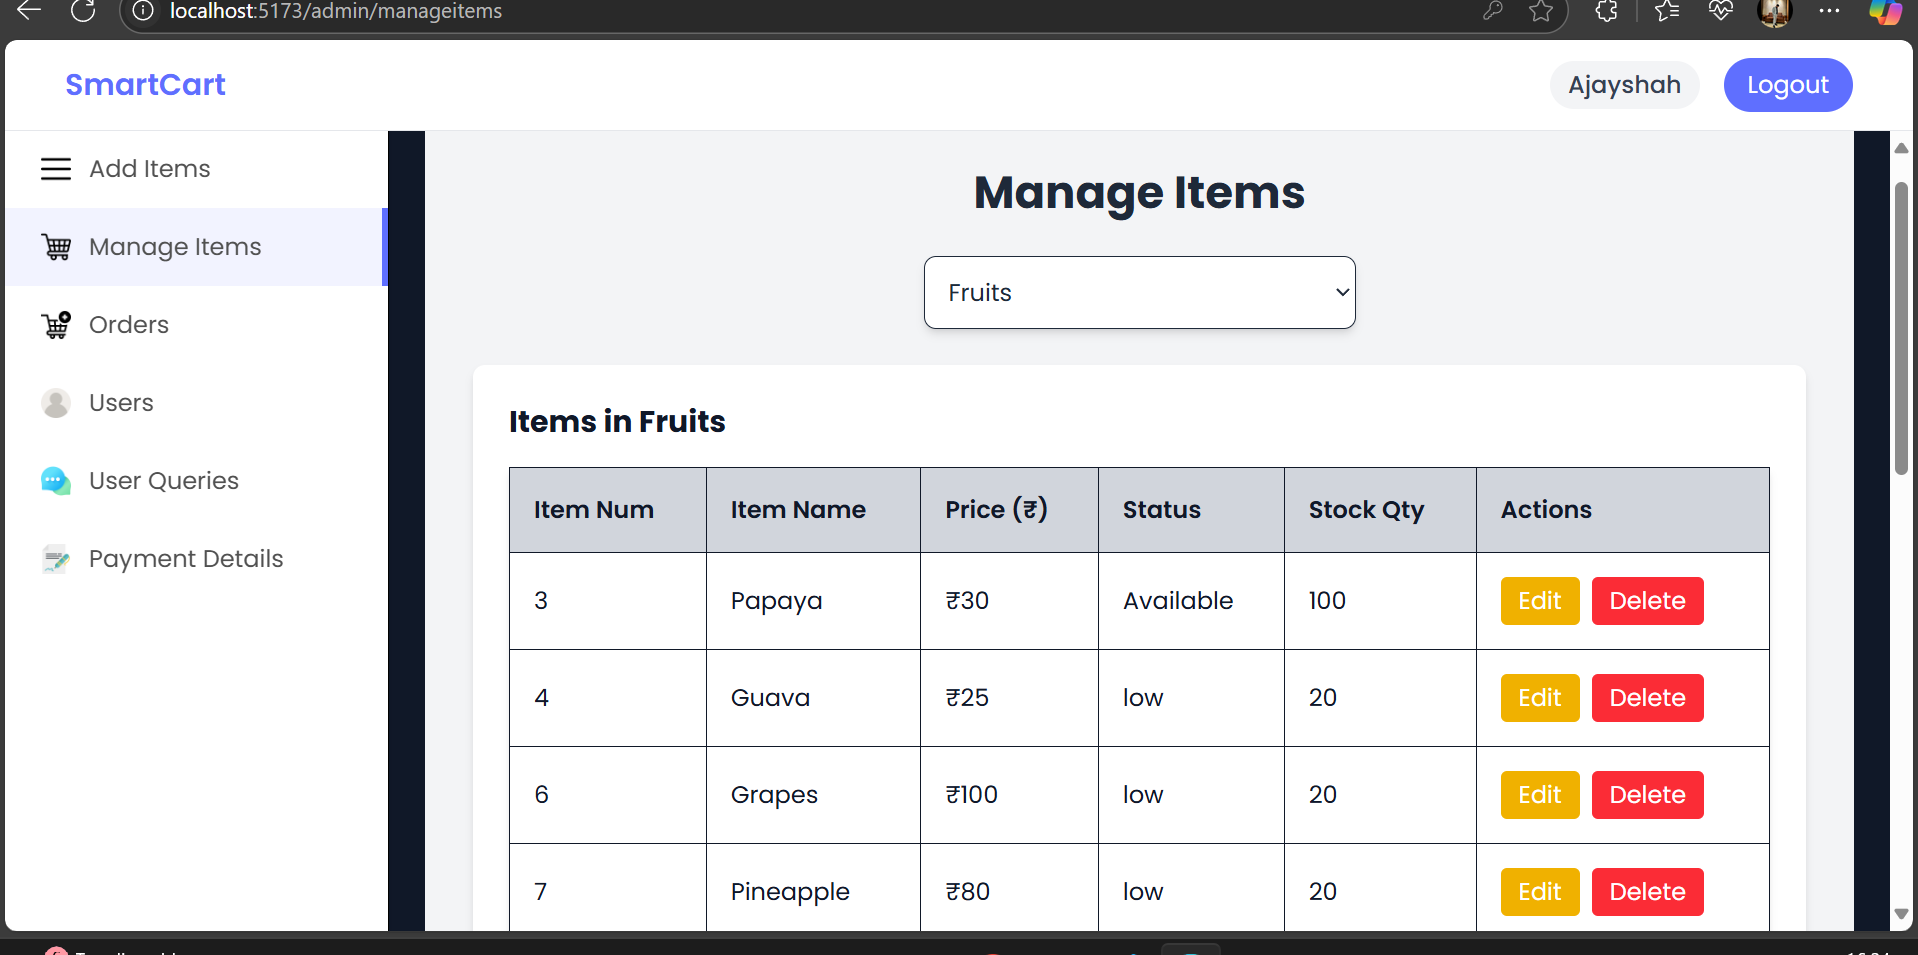 localhost:5173/admin/manageitems
SmartCart
Ajayshah
Logout
Add Items
Manage Items
Orders
Users
User Queries
Payment Details
Manage Items
Fruits
Items in Fruits
Item Num Item Name Price (₹) Status Stock Qty Actions
3 Papaya ₹30 Available 100 Edit Delete
4 Guava ₹25 low 20 Edit Delete
6 Grapes ₹100 low 20 Edit Delete
7 Pineapple ₹80 low 20 Edit Delete